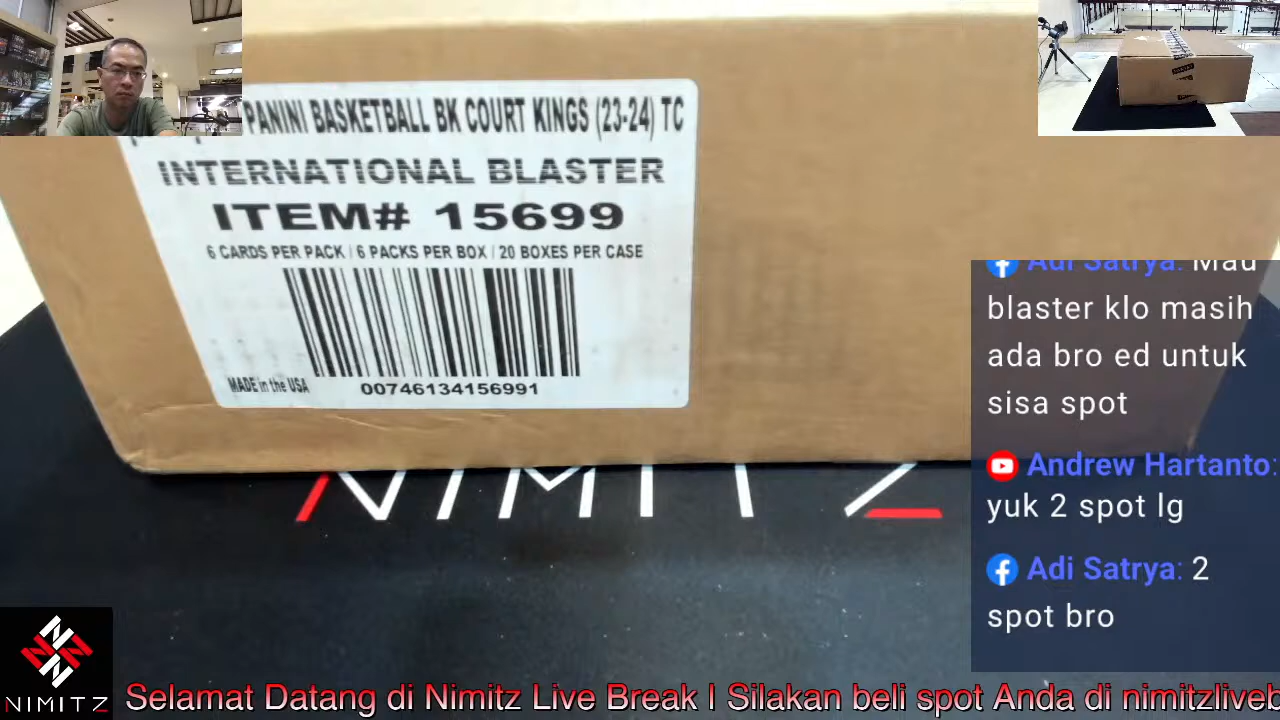 PANINI BASKETBALL BK COURT KINGS (23-24) TC
INTERNATIONAL BLASTER
ITEM# 15699
6 CARDS PER PACK / 6 PACKS PER BOX / 20 BOXES PER CASE
MADE in the USA
00746134156991
NIMITZ
Adi Satrya: Mau
blaster klo masih
ada bro ed untuk
sisa spot
Andrew Hartanto:
yuk 2 spot lg
Adi Satrya: 2
spot bro
NIMITZ
Selamat Datang di Nimitz Live Break | Silakan beli spot Anda di nimitzliveb